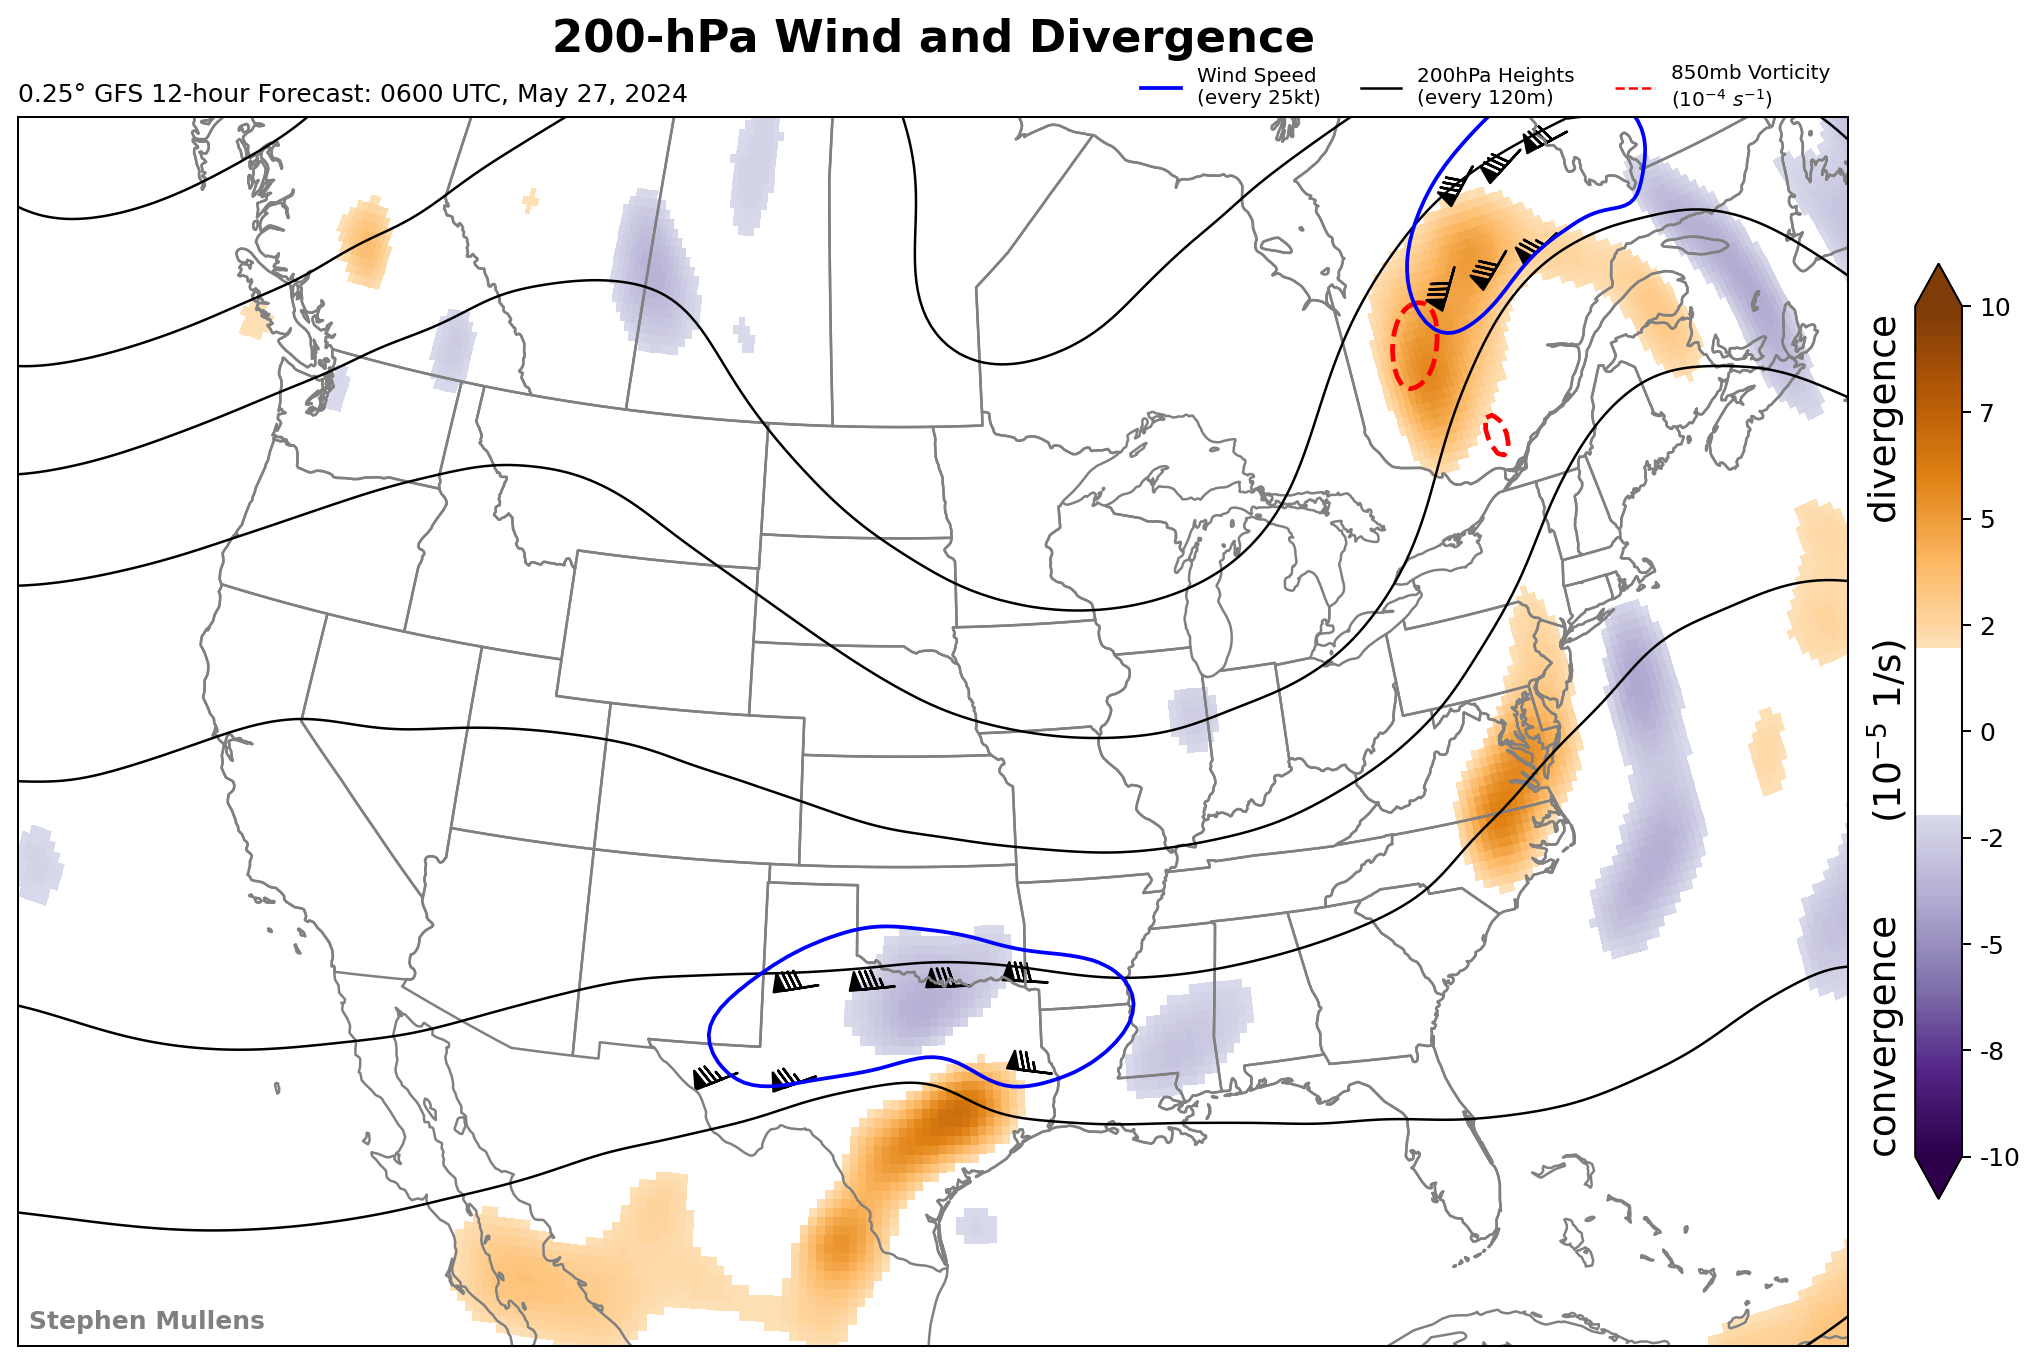 200-hPa Wind and Divergence
0.25° GFS 12-hour Forecast: 0600 UTC, May 27, 2024
Wind Speed
(every 25kt)
200hPa Heights
(every 120m)
850mb Vorticity
(10⁻⁴ s⁻¹)
10
7
5
2
0
-2
-5
-8
-10
convergence (10⁻⁵ 1/s) divergence
Stephen Mullens